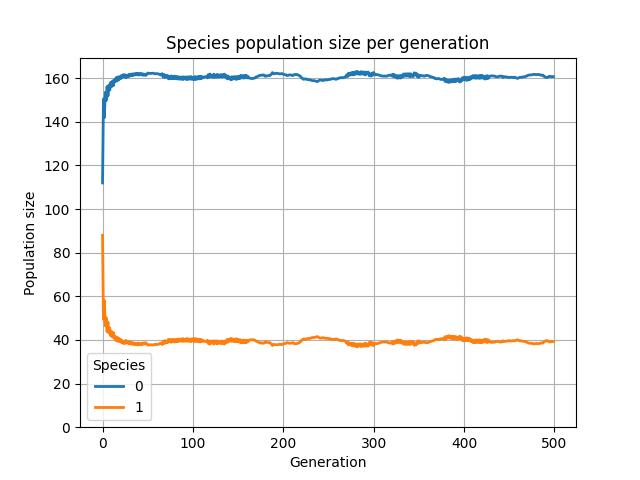 Species population size per generation
Population size
160
140
120
100
80
60
40
20
0
Species
0
1
0 100 200 300 400 500
Generation